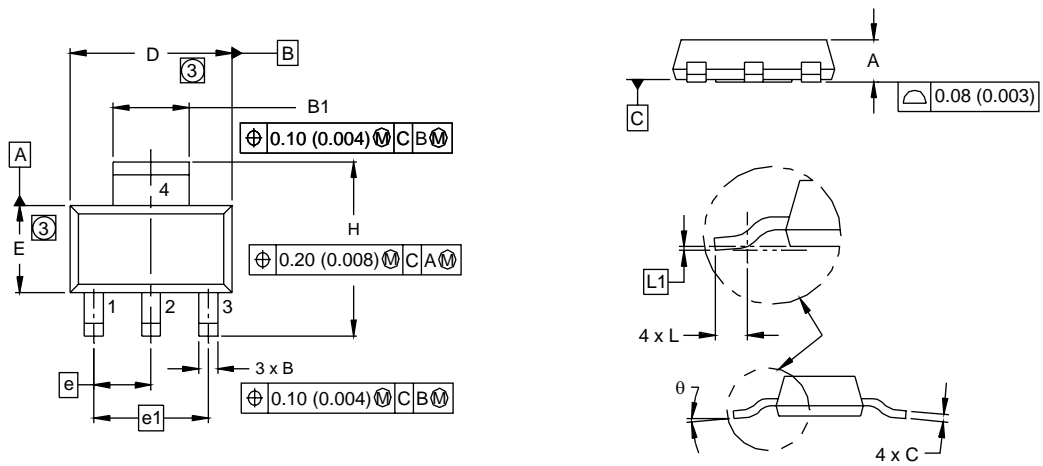 D
B
3
B1
⌖ 0.10 (0.004) Ⓜ C B Ⓜ
A
4
3
E
H
⌖ 0.20 (0.008) Ⓜ C A Ⓜ
1 2 3
e
3 x B
e1
⌖ 0.10 (0.004) Ⓜ C B Ⓜ
A
C
⌓ 0.08 (0.003)
L1
4 x L
θ
4 x C